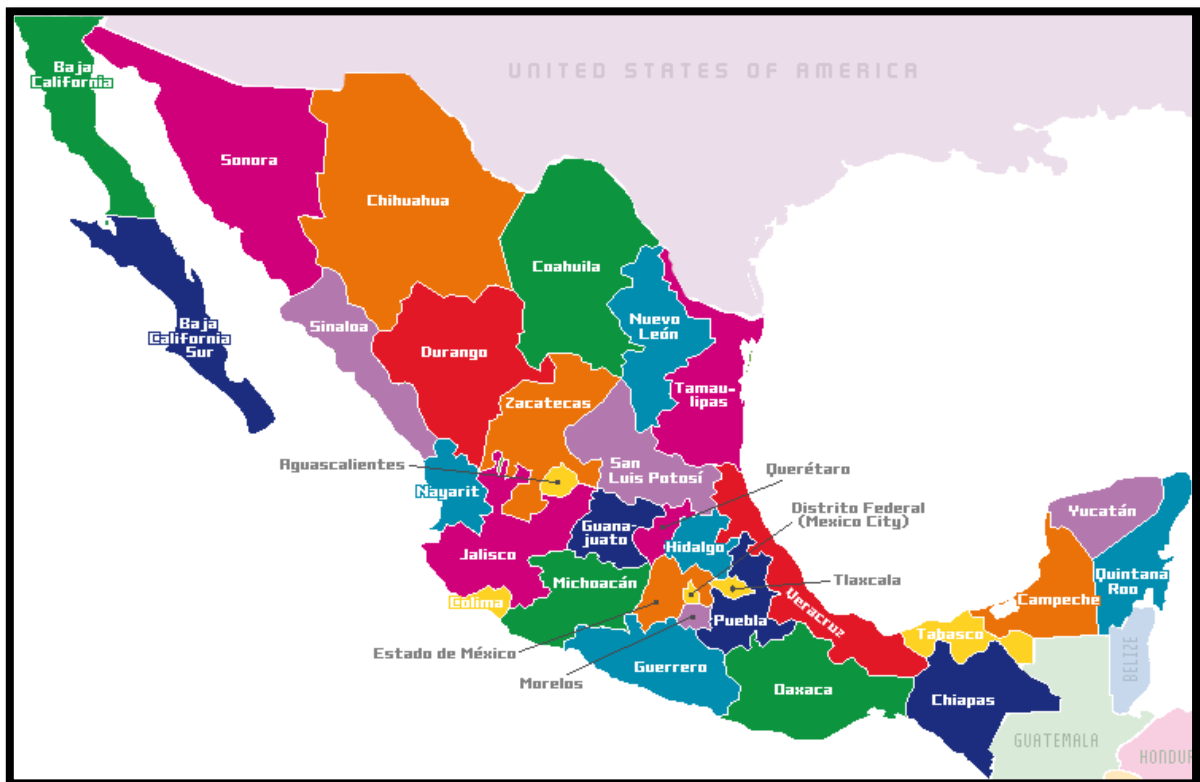 UNITED STATES OF AMERICA
Baja
California
Sonora
Chihuahua
Coahuila
Baja
California
Sur
Sinaloa
Durango
Nuevo
León
Tamau-
lipas
Zacatecas
Aguascalientes
San
Luis Potosí
Querétaro
Nayarit
Distrito Federal
(Mexico City)
Yucatán
Guana-
juato
Hidalgo
Jalisco
Michoacán
Tlaxcala
Quintana
Roo
Campeche
Colima
Veracruz
Puebla
Tabasco
Estado de México
Morelos
Guerrero
Oaxaca
Chiapas
BELIZE
GUATEMALA
HONDUR